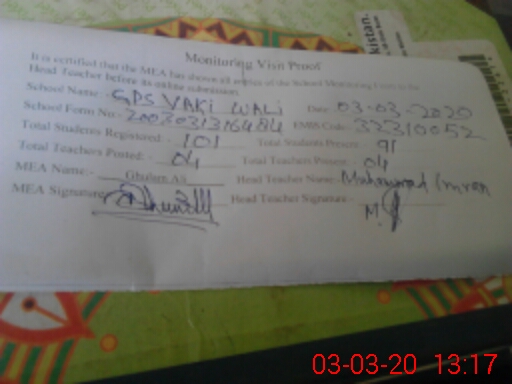 kistan.
Monitoring Visit Proof
It is certified that the MEA has shown all entries of the School Monitoring Form to the
Head Teacher before its online submission.
School Name:- GPS VAKI WALI Date: 03-03-2020
School Form No:- EMIS Code: 37310052
Total Students Registered:- 101 Total Students Present:- 91
Total Teachers Posted:- 04 Total Teachers Present:- 04
MEA Name:- Ghulam Ali Head Teacher Name:- Muhammad Imran
MEA Signature:- Head Teacher Signature:-
03-03-20 13:17